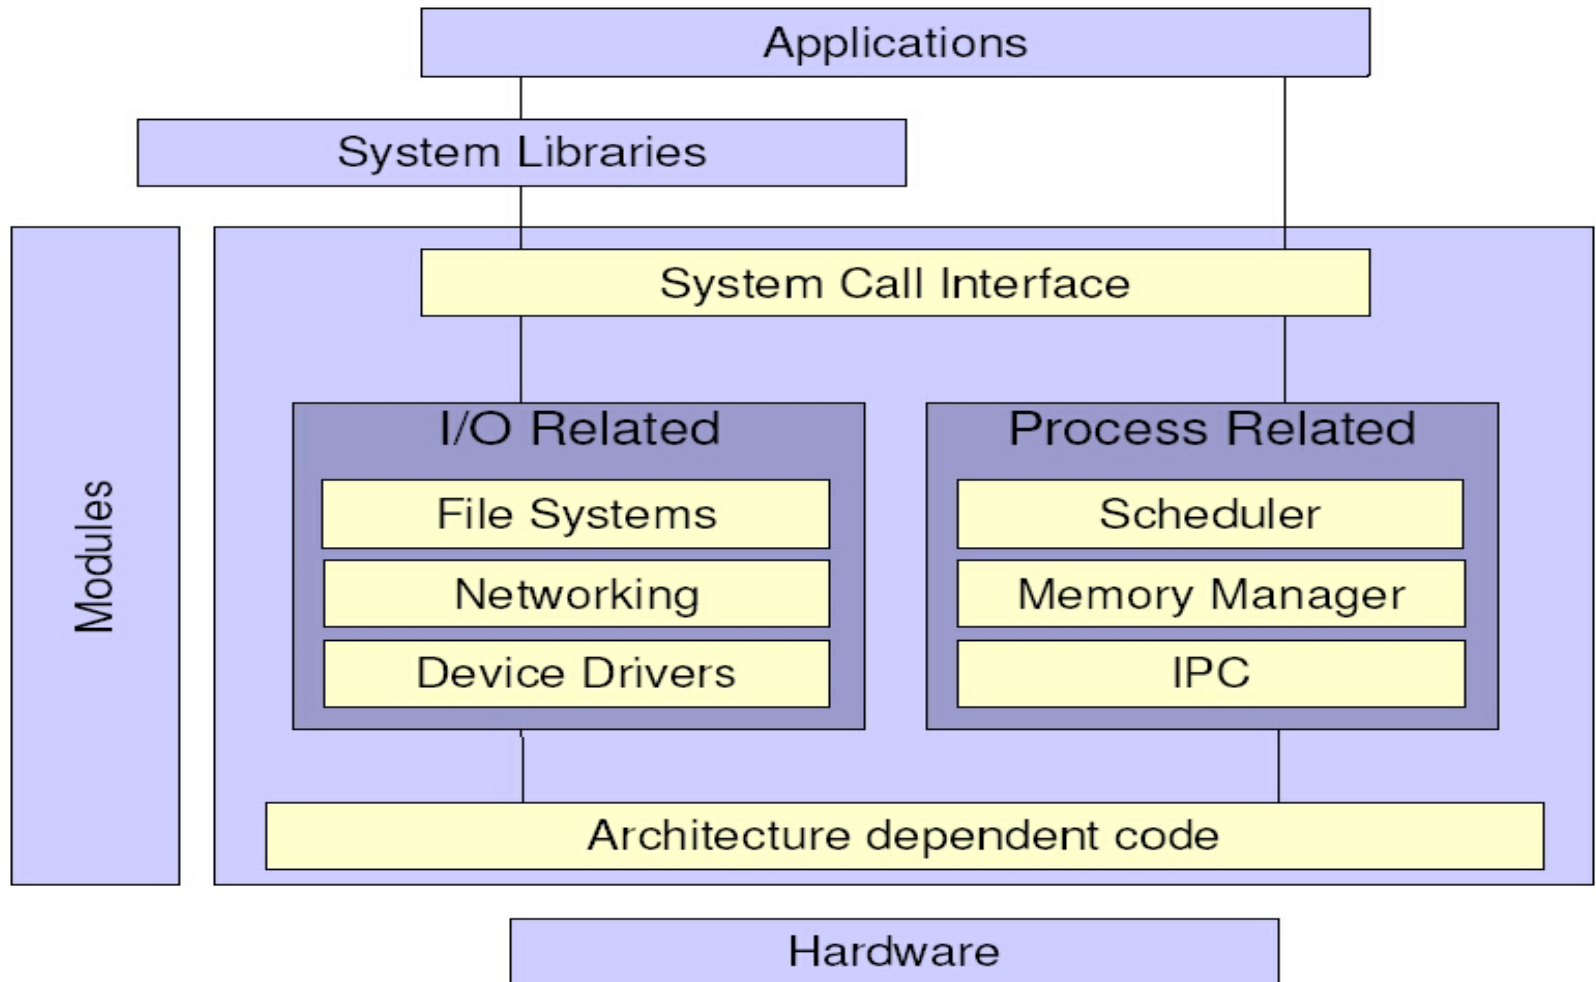 Applications
System Libraries
System Call Interface
Modules
I/O Related
File Systems
Networking
Device Drivers
Process Related
Scheduler
Memory Manager
IPC
Architecture dependent code
Hardware